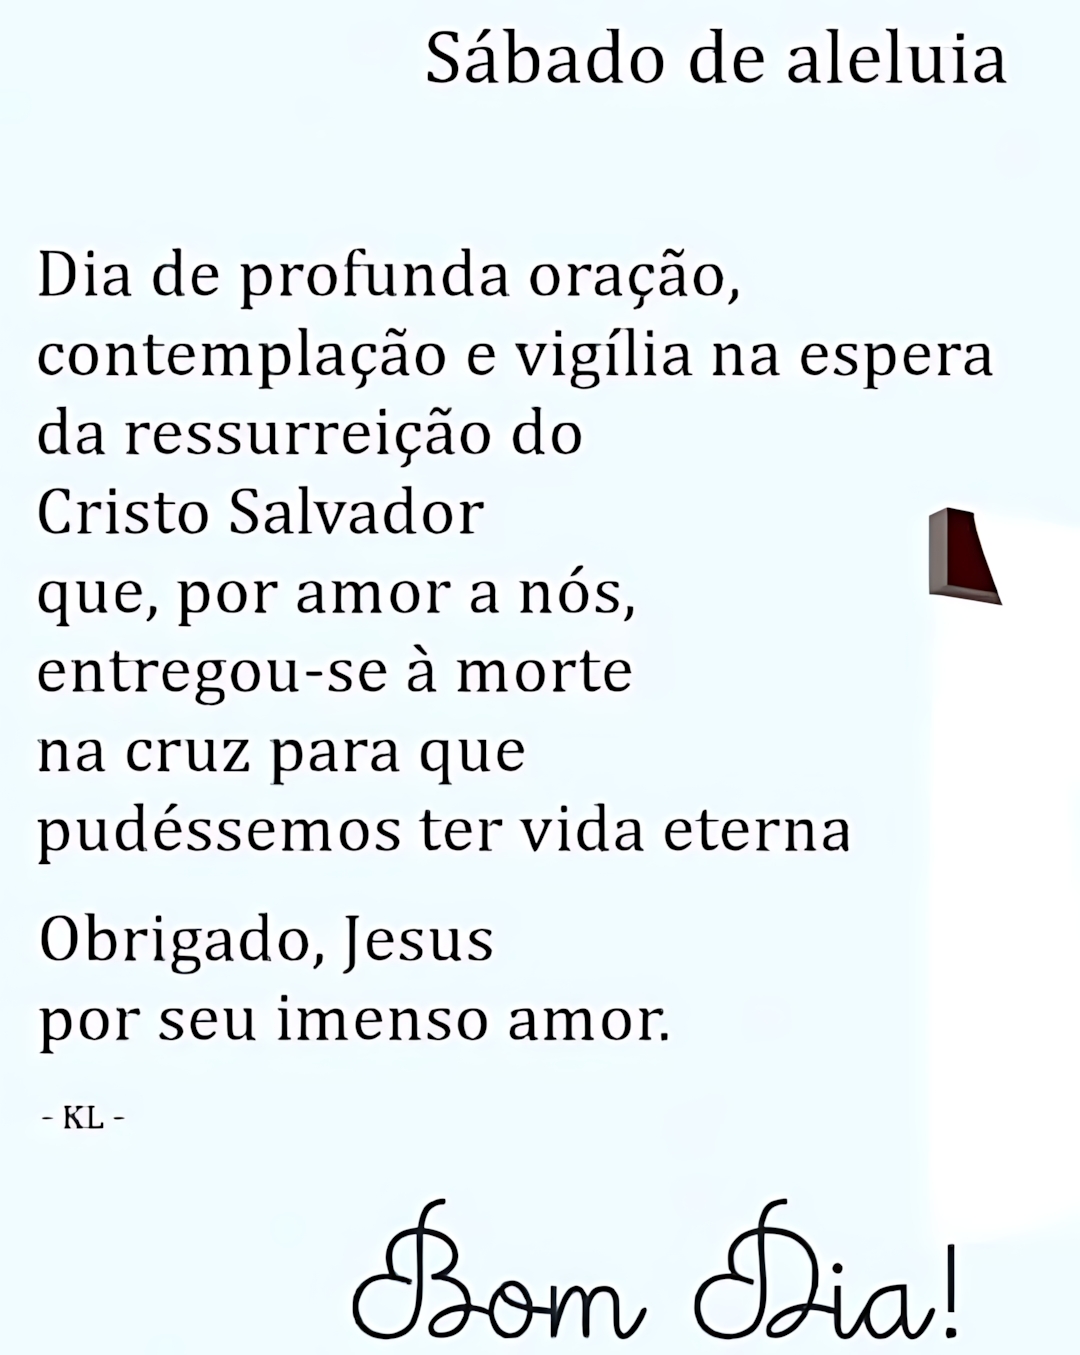 Sábado de aleluia
Dia de profunda oração,
contemplação e vigília na espera
da ressurreição do
Cristo Salvador
que, por amor a nós,
entregou-se à morte
na cruz para que
pudéssemos ter vida eterna
Obrigado, Jesus
por seu imenso amor.
- KL -
Bom Dia!